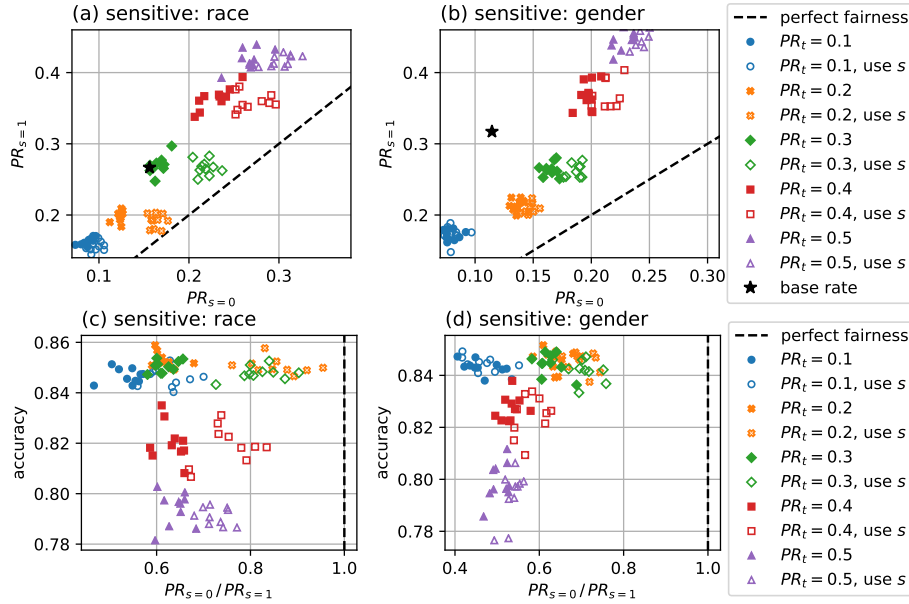 (a) sensitive: race
0.4
0.3
0.2
PR_{s=1}
0.1
0.2
0.3
PR_{s=0}
(b) sensitive: gender
0.4
0.3
0.2
PR_{s=1}
0.10
0.15
0.20
0.25
0.30
PR_{s=0}
perfect fairness
PR_t = 0.1
PR_t = 0.1, use s
PR_t = 0.2
PR_t = 0.2, use s
PR_t = 0.3
PR_t = 0.3, use s
PR_t = 0.4
PR_t = 0.4, use s
PR_t = 0.5
PR_t = 0.5, use s
base rate
(c) sensitive: race
0.86
0.84
0.82
0.80
0.78
accuracy
0.6
0.8
1.0
PR_{s=0}/PR_{s=1}
(d) sensitive: gender
0.84
0.82
0.80
0.78
accuracy
0.4
0.6
0.8
1.0
PR_{s=0}/PR_{s=1}
perfect fairness
PR_t = 0.1
PR_t = 0.1, use s
PR_t = 0.2
PR_t = 0.2, use s
PR_t = 0.3
PR_t = 0.3, use s
PR_t = 0.4
PR_t = 0.4, use s
PR_t = 0.5
PR_t = 0.5, use s